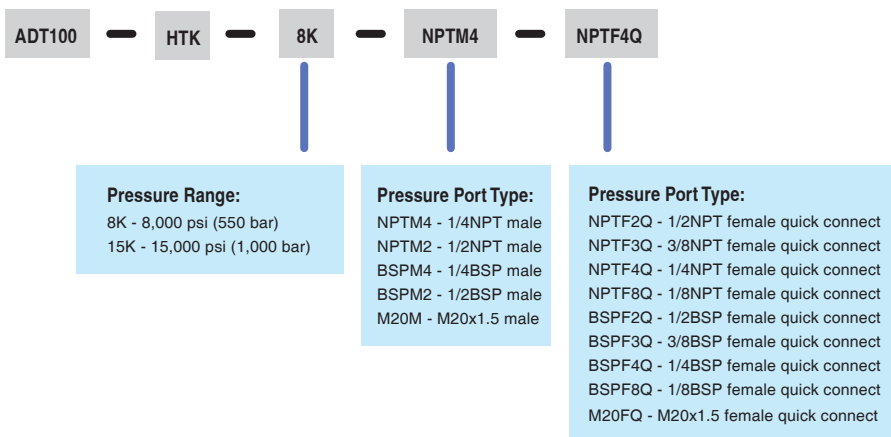 ADT100 — HTK — 8K — NPTM4 — NPTF4Q
Pressure Range:
8K - 8,000 psi (550 bar)
15K - 15,000 psi (1,000 bar)
Pressure Port Type:
NPTM4 - 1/4NPT male
NPTM2 - 1/2NPT male
BSPM4 - 1/4BSP male
BSPM2 - 1/2BSP male
M20M - M20x1.5 male
Pressure Port Type:
NPTF2Q - 1/2NPT female quick connect
NPTF3Q - 3/8NPT female quick connect
NPTF4Q - 1/4NPT female quick connect
NPTF8Q - 1/8NPT female quick connect
BSPF2Q - 1/2BSP female quick connect
BSPF3Q - 3/8BSP female quick connect
BSPF4Q - 1/4BSP female quick connect
BSPF8Q - 1/8BSP female quick connect
M20FQ - M20x1.5 female quick connect